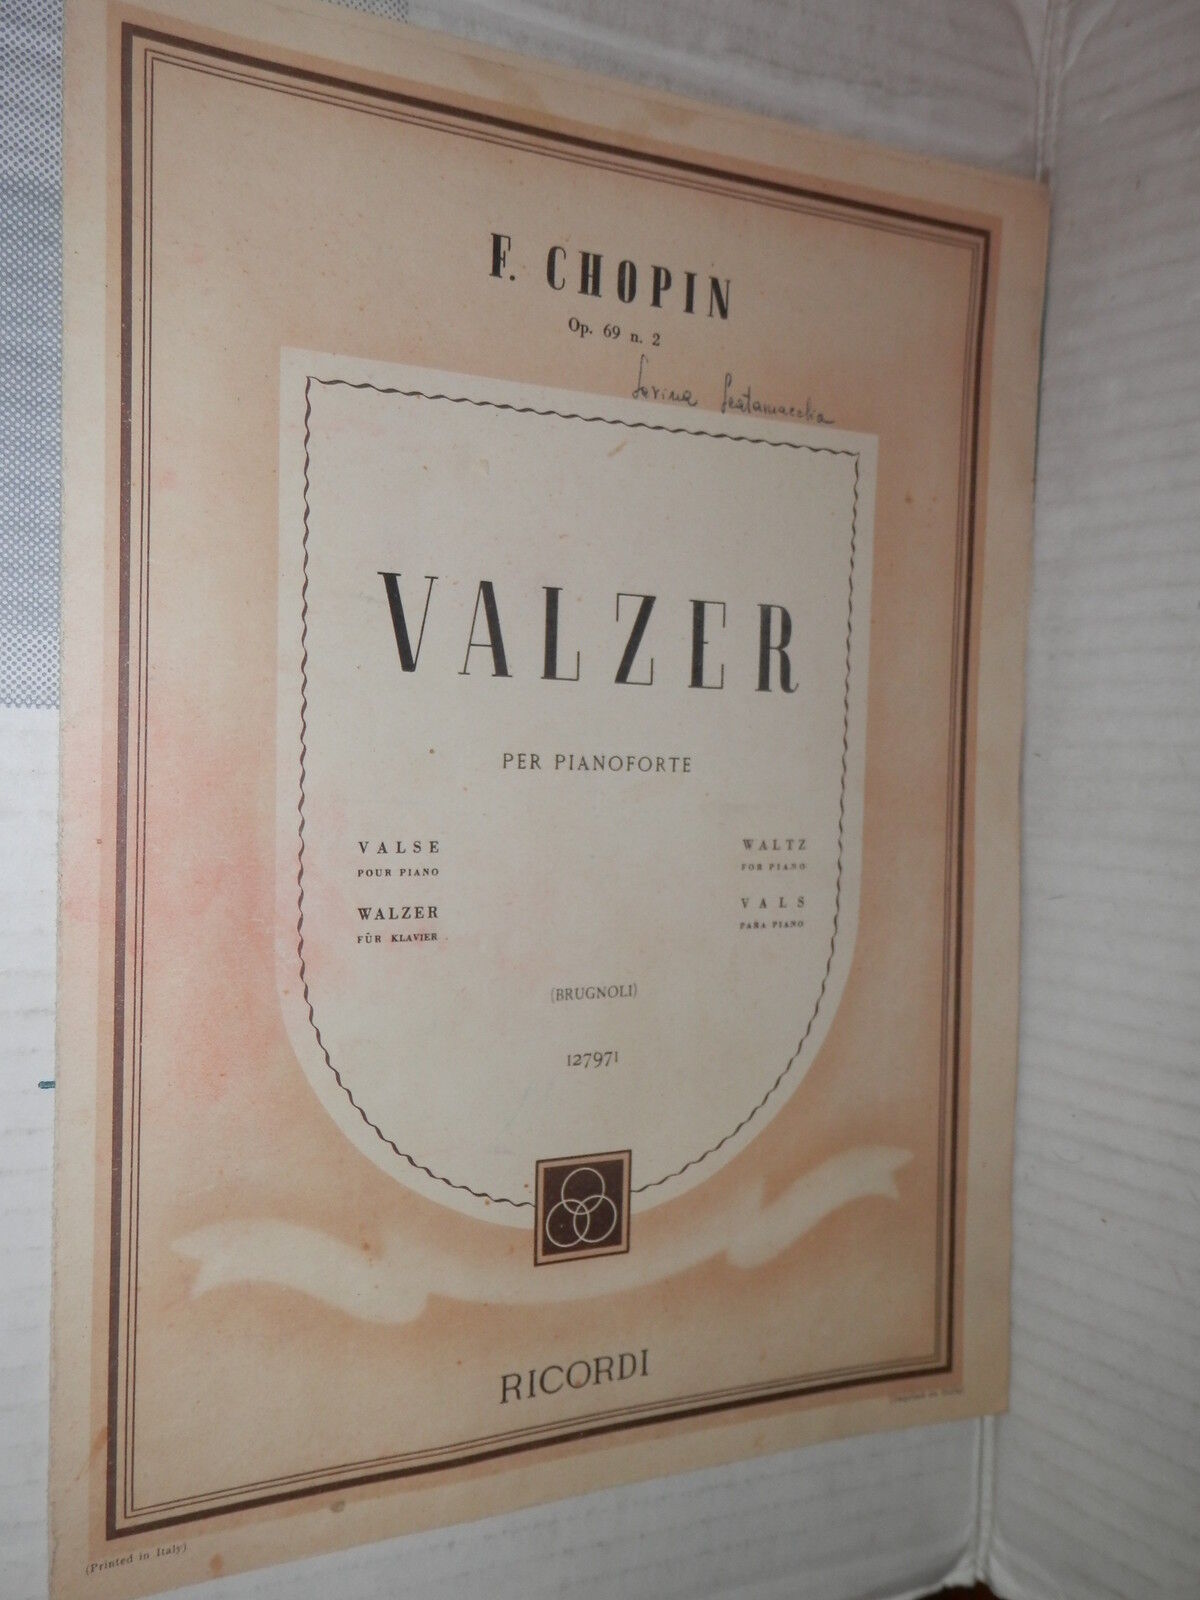 F. CHOPIN
Op. 69 n. 2
VALZER
PER PIANOFORTE
VALSE
POUR PIANO
WALZER
FÜR KLAVIER
WALTZ
FOR PIANO
VALS
PARA PIANO
(BRUGNOLI)
127971
RICORDI
(Printed in Italy)